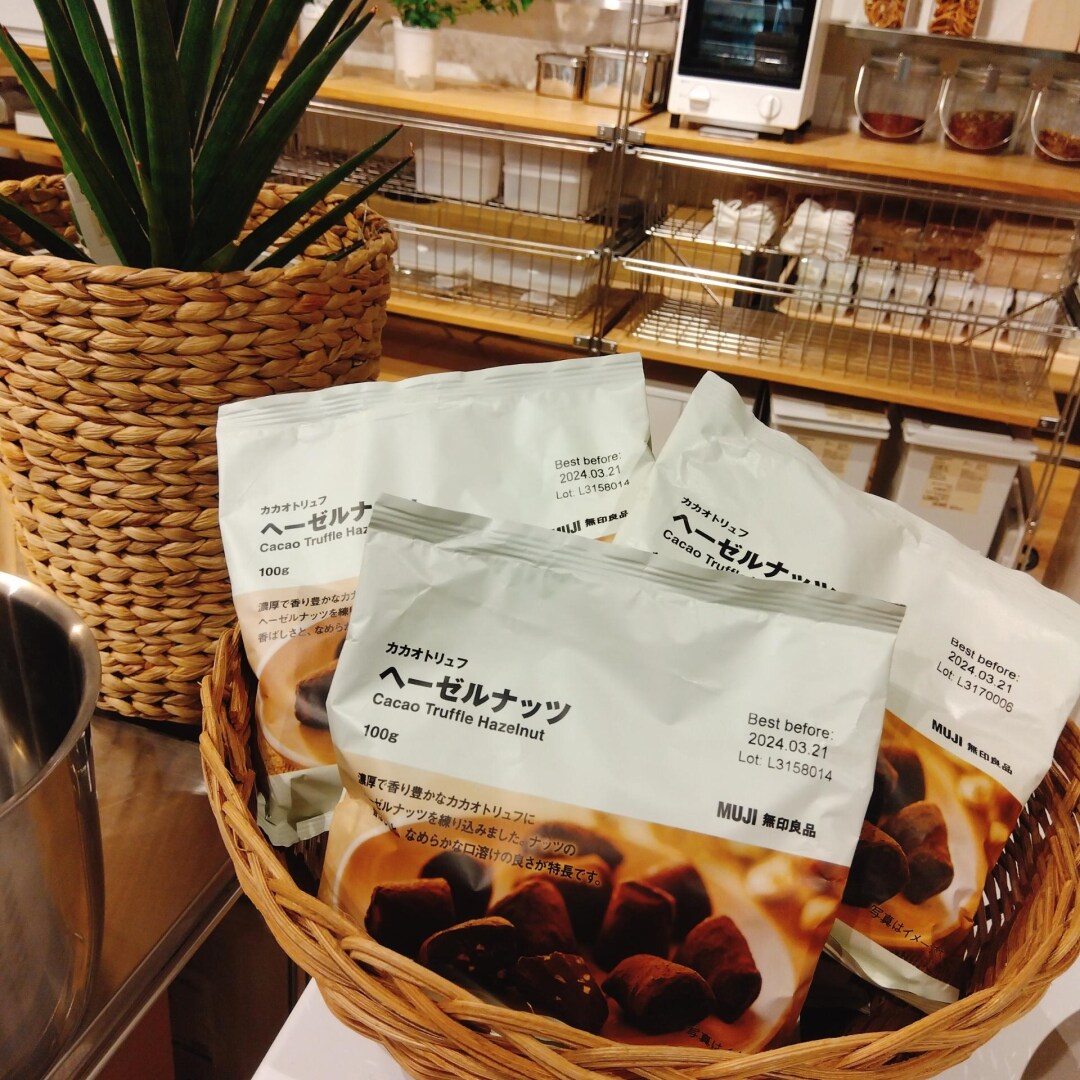 カカオトリュフ
ヘーゼルナ
Cacao Truffle Haz
100g
Best before:
2024.03.21
Lot: L3158014
MUJI 無印良品
濃厚で香り豊かなカカ
ヘーゼルナッツを練り
香ばしさと、なめらか
カカオトリュフ
ヘーゼルナッツ
Cacao Truffle
Best before:
2024.03.21
Lot: L3170006
MUJI 無印良品
写真はイメー
カカオトリュフ
ヘーゼルナッツ
Cacao Truffle Hazelnut
100g
Best before:
2024.03.21
Lot: L3158014
MUJI 無印良品
濃厚で香り豊かなカカオトリュフに
ーゼルナッツを練り込みました。ナッツの
なめらかな口溶けの良さが特長です。
写真はイメ